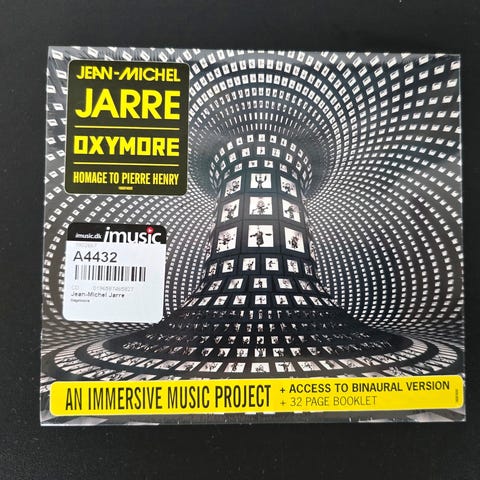 JEAN-MICHEL
JARRE
OXYMORE
HOMAGE TO PIERRE HENRY
imusic.dk imusic
A4432
CD
Jean-Michel Jarre
AN IMMERSIVE MUSIC PROJECT
+ ACCESS TO BINAURAL VERSION
+ 32 PAGE BOOKLET